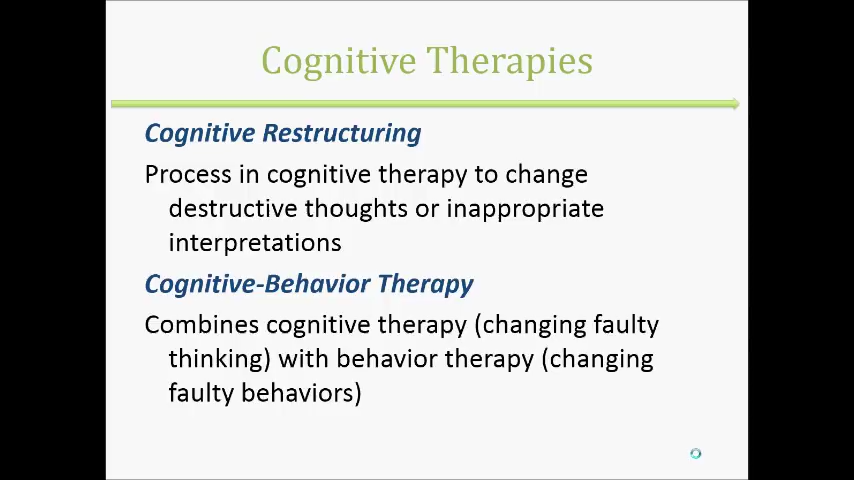 Cognitive Therapies
Cognitive Restructuring
Process in cognitive therapy to change
destructive thoughts or inappropriate
interpretations
Cognitive-Behavior Therapy
Combines cognitive therapy (changing faulty
thinking) with behavior therapy (changing
faulty behaviors)